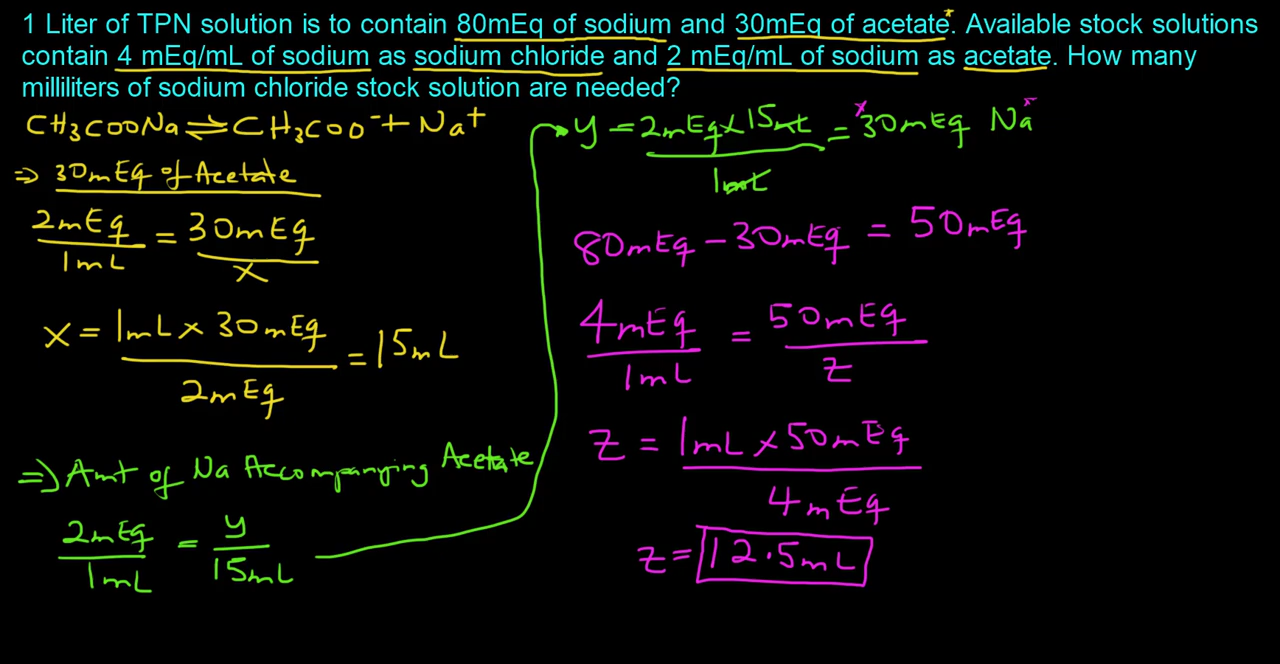 1 Liter of TPN solution is to contain 80mEq of sodium and 30mEq of acetate*. Available stock solutions
contain 4 mEq/mL of sodium as sodium chloride and 2 mEq/mL of sodium as acetate. How many
milliliters of sodium chloride stock solution are needed?
CH₃COONa ⇌ CH₃COO⁻ + Na⁺
⇒ 30mEq of Acetate
2mEq/1mL = 30mEq/x
x = 1mL × 30mEq/2mEq = 15mL
⇒ Amt of Na Accompanying Acetate
2mEq/1mL = y/15mL
y = 2mEq × 15mL/1mL = *30mEq Na*
80mEq − 30mEq = 50mEq
4mEq/1mL = 50mEq/z
z = 1mL × 50mEq/4mEq
z = 12.5mL